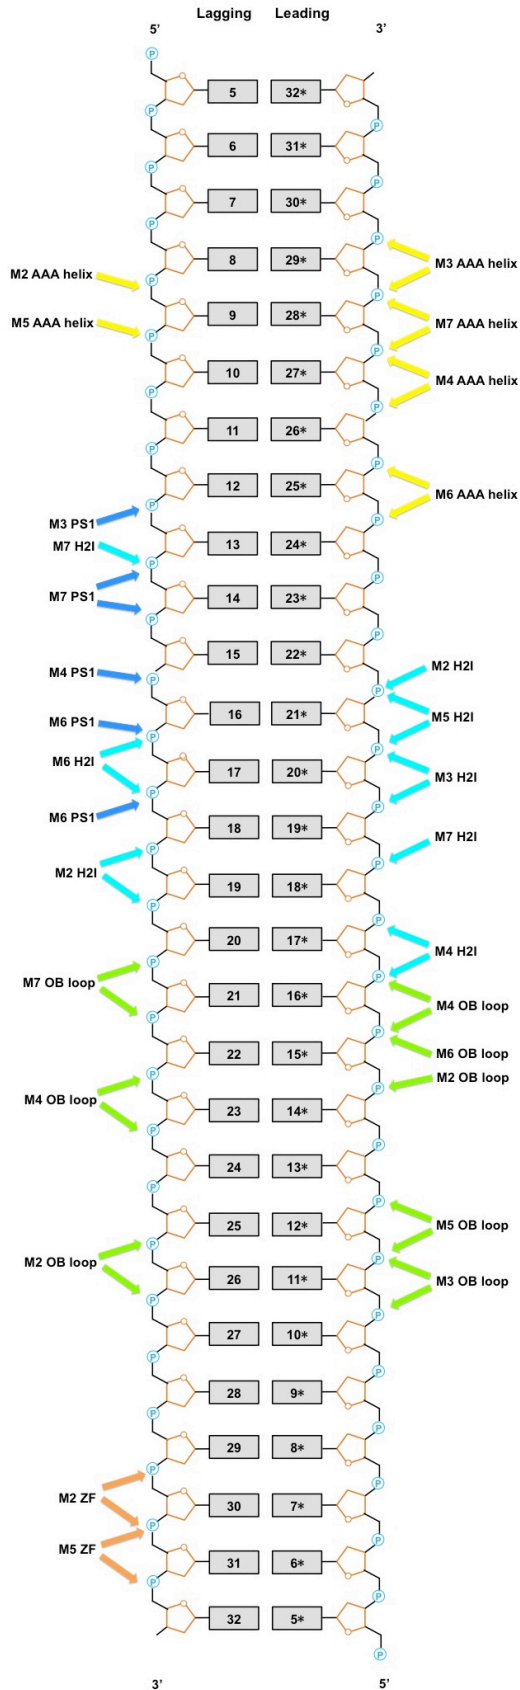 Lagging Leading
5’ 3’
P
5 32*
P P
6 31*
P P
7 30*
P P
8 29*
M3 AAA helix
M2 AAA helix
P P
9 28*
M7 AAA helix
M5 AAA helix
P P
10 27*
M4 AAA helix
P P
11 26*
P P
12 25*
M6 AAA helix
P P
M3 PS1
13 24*
M7 H2I
P P
M7 PS1
14 23*
P P
15 22*
M2 H2I
M4 PS1
P P
16 21*
M5 H2I
M6 PS1
P P
M6 H2I
17 20*
M3 H2I
P P
M6 PS1
18 19*
M7 H2I
P P
M2 H2I
19 18*
P P
20 17*
M4 H2I
P P
M7 OB loop
21 16*
M4 OB loop
P P
22 15*
M6 OB loop
P P
M2 OB loop
M4 OB loop
23 14*
P P
24 13*
P P
25 12*
M5 OB loop
P P
M2 OB loop
26 11*
M3 OB loop
P P
27 10*
P P
28 9*
P P
29 8*
P P
M2 ZF
30 7*
P P
M5 ZF
31 6*
P P
32 5*
P
3’ 5’